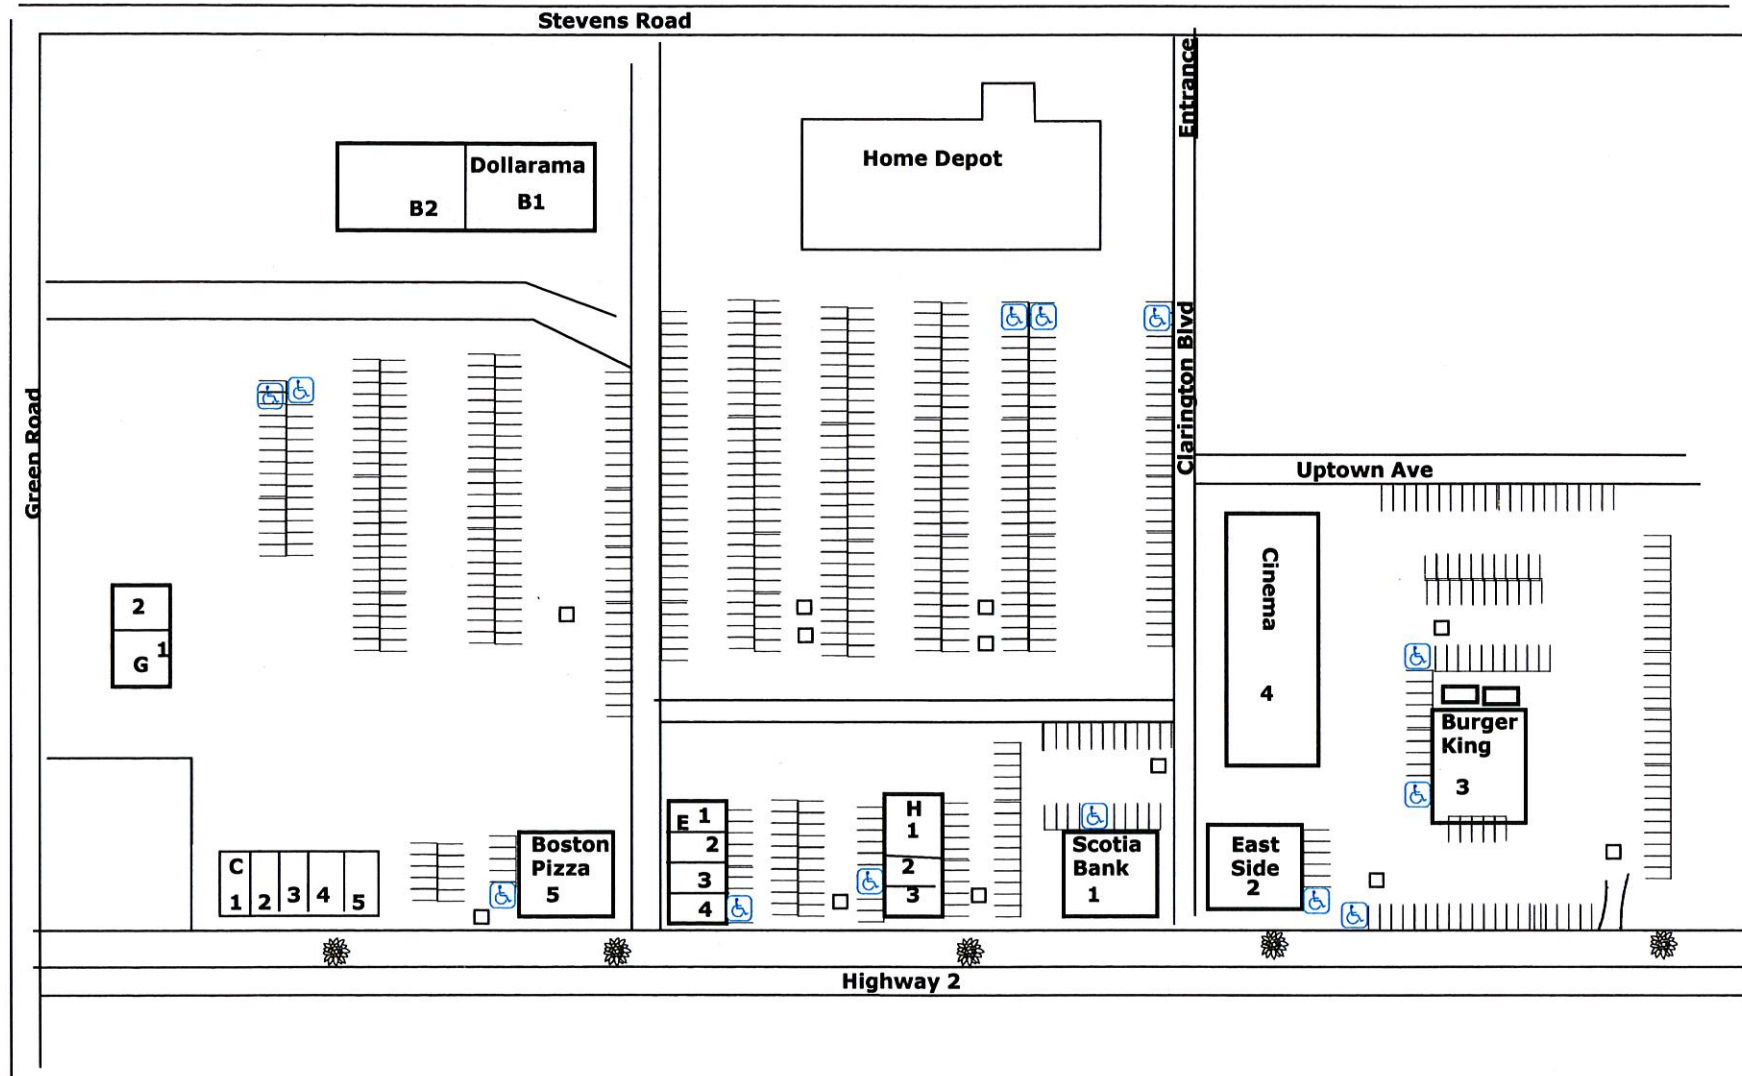 Stevens Road
Entrance
Dollarama
B1
B2
Home Depot
Green Road
Clarington Blvd
Uptown Ave
Cinema
4
2
1
G
Burger
King
3
C
1 2 3 4 5
Boston
Pizza
5
E 1
2
3
4
H
1
2
3
Scotia
Bank
1
East
Side
2
Highway 2